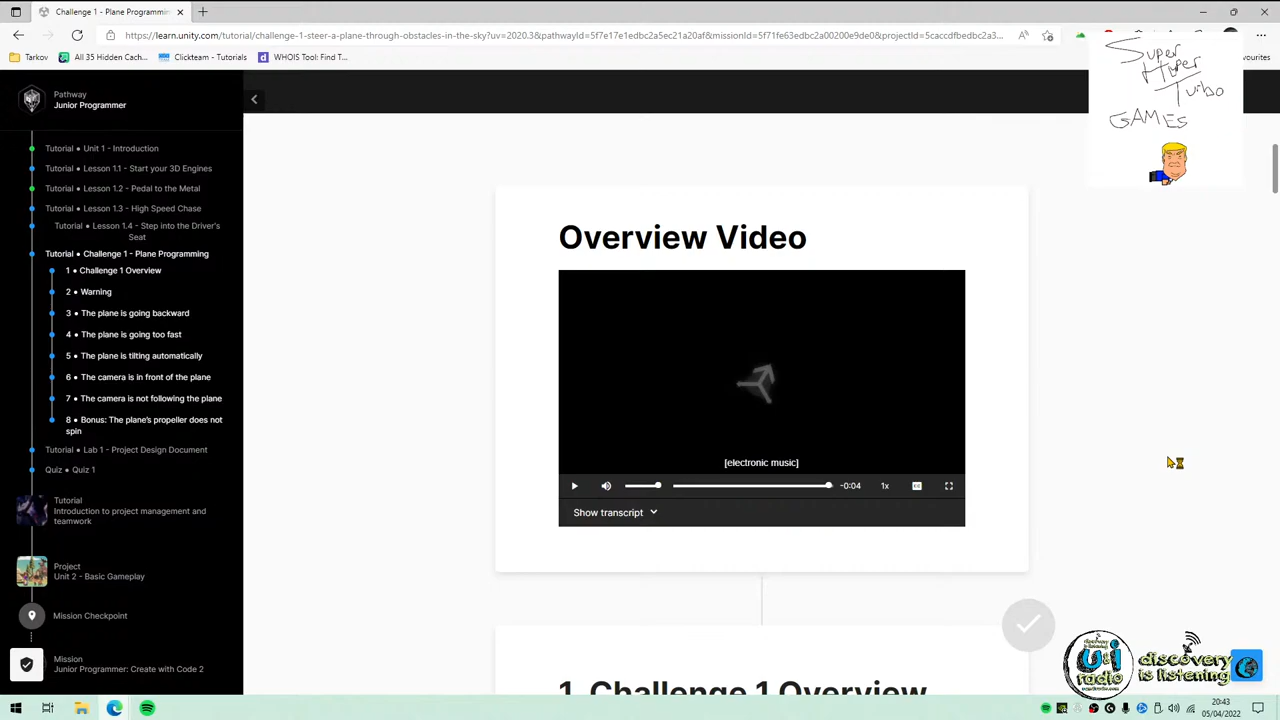 Challenge 1 - Plane Programmin
https://learn.unity.com/tutorial/challenge-1-steer-a-plane-through-obstacles-in-the-sky?uv=2020.3&pathwayId=5f7e17e1edbc2a5ec21a20af&missionId=5f71fe63edbc2a00200e9de0&projectId=5caccdfbedbc2a3...
Tarkov
All 35 Hidden Cach...
Clickteam - Tutorials
WHOIS Tool: Find T...
vourites
Super
Hyper
Turbo
GAMES
Pathway
Junior Programmer
Tutorial • Unit 1 - Introduction
Tutorial • Lesson 1.1 - Start your 3D Engines
Tutorial • Lesson 1.2 - Pedal to the Metal
Tutorial • Lesson 1.3 - High Speed Chase
Tutorial • Lesson 1.4 - Step into the Driver's
Seat
Tutorial • Challenge 1 - Plane Programming
1 • Challenge 1 Overview
2 • Warning
3 • The plane is going backward
4 • The plane is going too fast
5 • The plane is tilting automatically
6 • The camera is in front of the plane
7 • The camera is not following the plane
8 • Bonus: The plane's propeller does not
spin
Tutorial • Lab 1 - Project Design Document
Quiz • Quiz 1
Tutorial
Introduction to project management and
teamwork
Project
Unit 2 - Basic Gameplay
Mission Checkpoint
Mission
Junior Programmer: Create with Code 2
Overview Video
[electronic music]
-0:04
1x
CC
Show transcript
1. Challenge 1 Overview
radio
discovery
is listening
20:43
05/04/2022